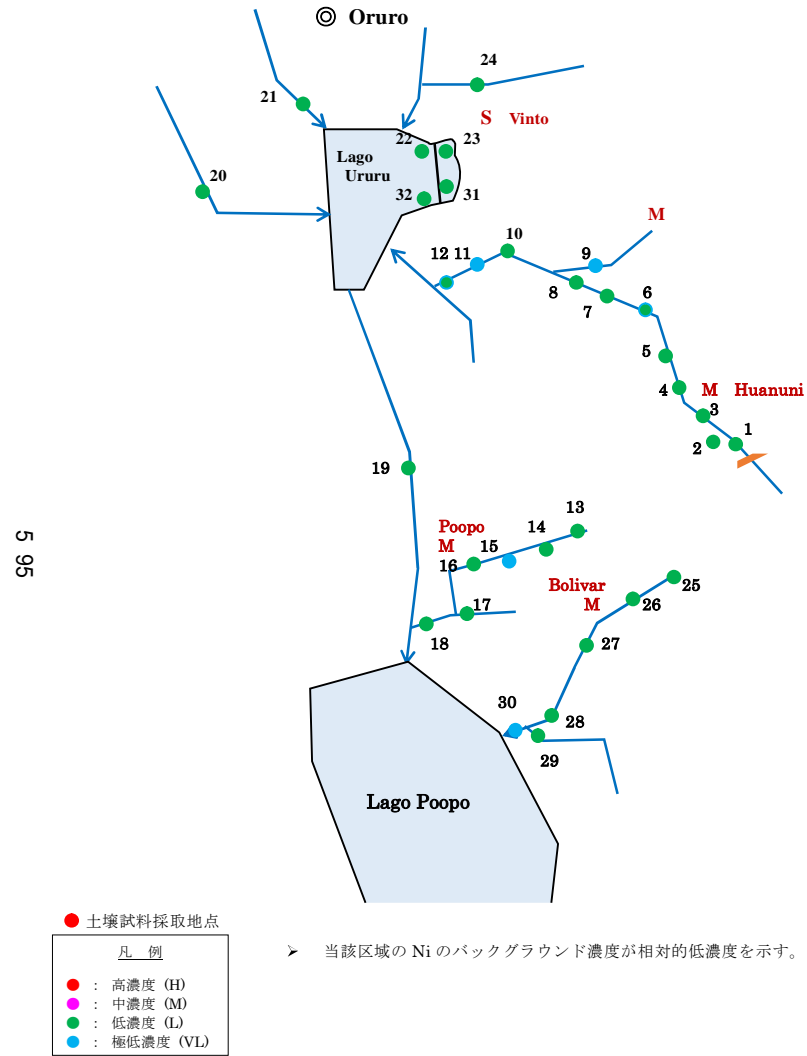 ◎ Oruro
24
21
S Vinto
22
23
Lago
Ururu
20
32
31
M
10
12 11
9
8
7
6
5
4
M Huanuni
3
1
2
19
13
Poopo
M
14
15
16
Bolivar
M
25
26
17
18
27
30
28
29
Lago Poopo
5 95
土壌試料採取地点
凡 例
： 高濃度 (H)
： 中濃度 (M)
： 低濃度 (L)
： 極低濃度 (VL)
➢ 当該区域の Ni のバックグラウンド濃度が相対的低濃度を示す。